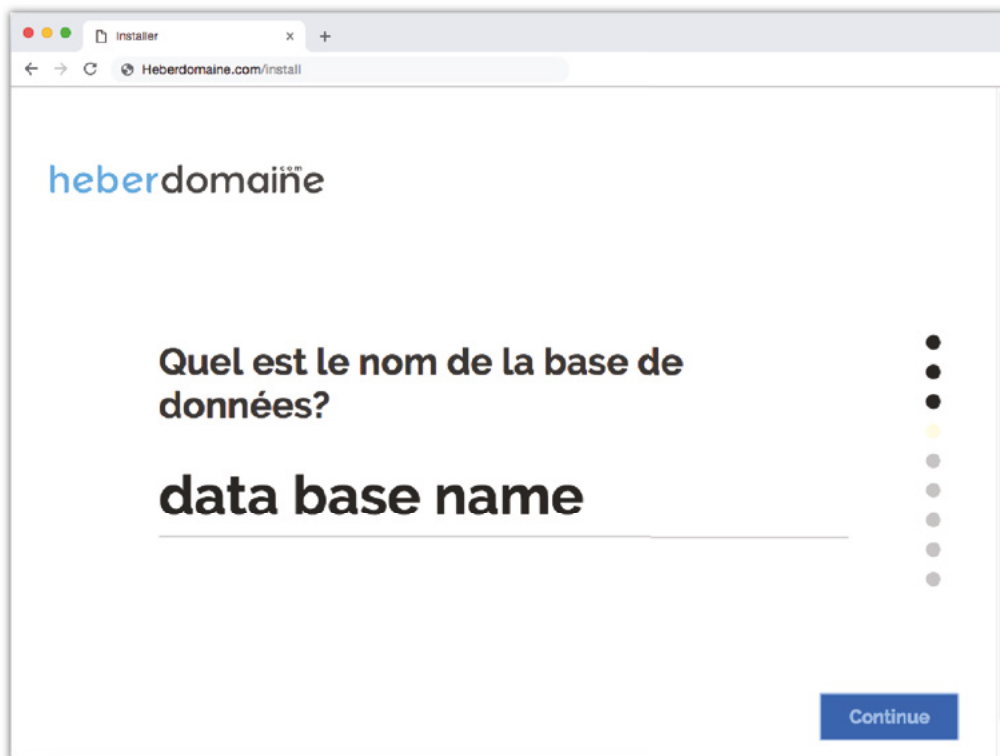 Installer
Heberdomaine.com/install
heberdomaine
.com
Quel est le nom de la base de
données?
data base name
Continue